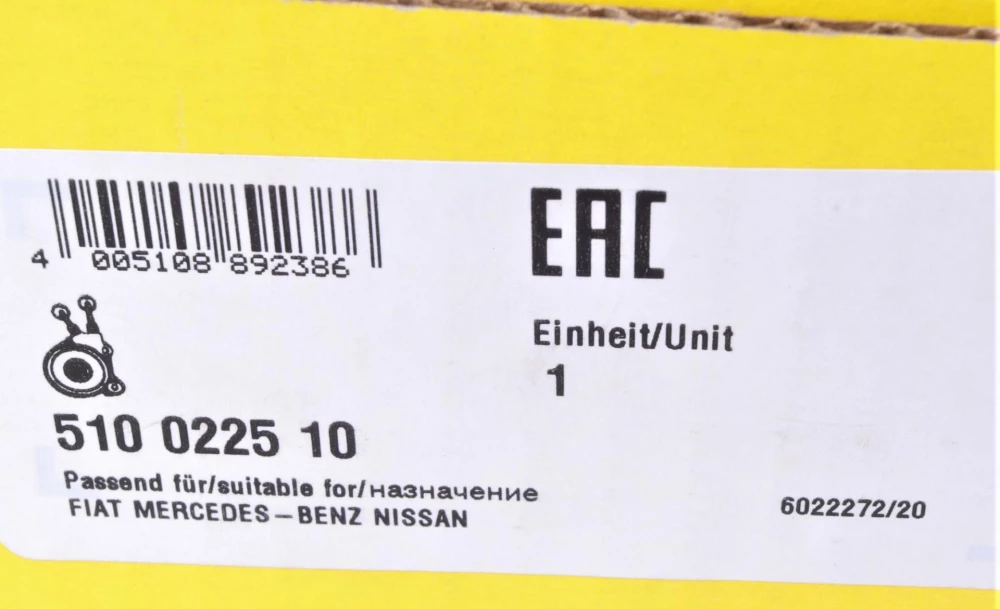 4 005108 892386
EAC
Einheit/Unit
1
510 0225 10
Passend für/suitable for/назначение
FIAT MERCEDES-BENZ NISSAN
6022272/20